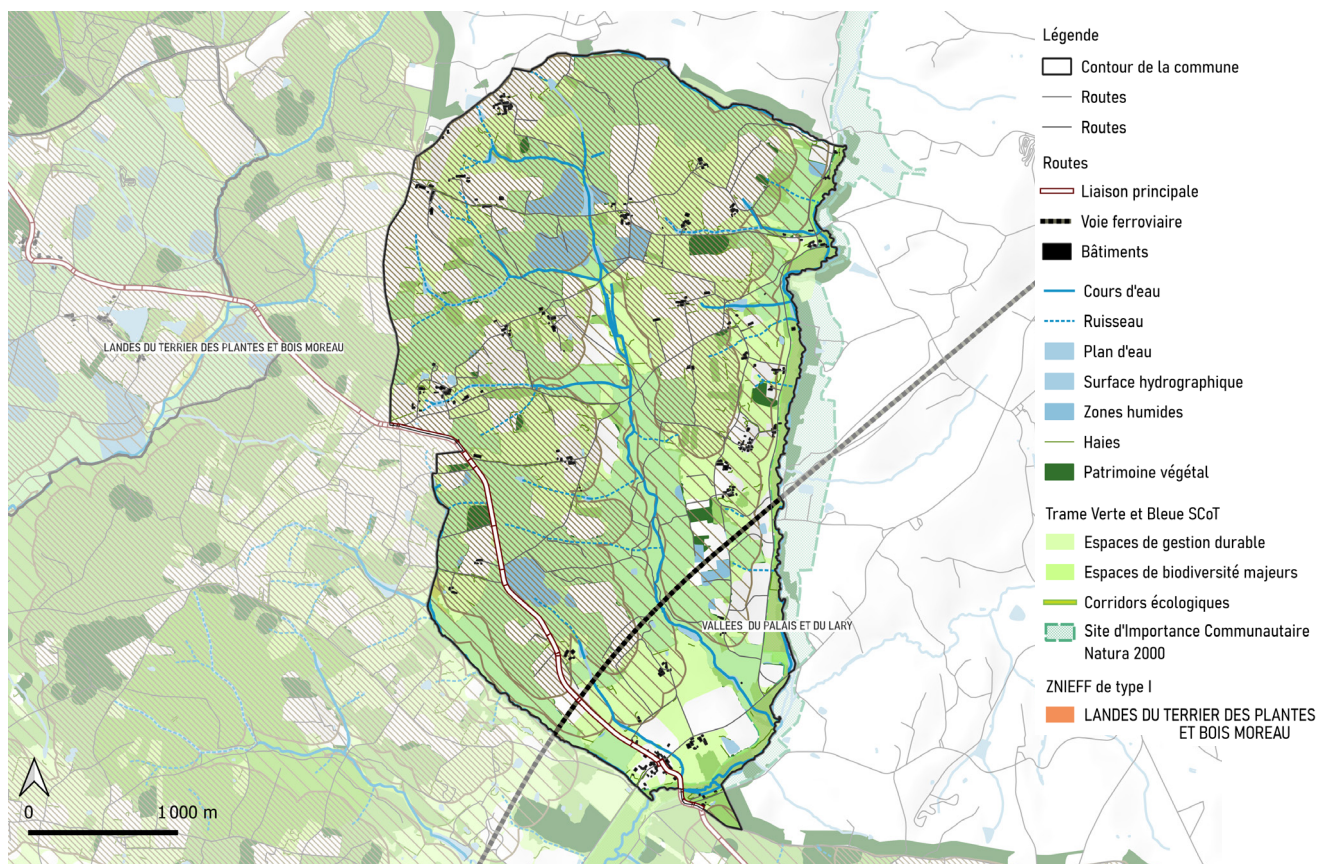 Légende
Contour de la commune
Routes
Routes
Routes
Liaison principale
Voie ferroviaire
Bâtiments
Cours d'eau
Ruisseau
Plan d'eau
Surface hydrographique
Zones humides
Haies
Patrimoine végétal
Trame Verte et Bleue SCoT
Espaces de gestion durable
Espaces de biodiversité majeurs
Corridors écologiques
Site d'Importance Communautaire
Natura 2000
ZNIEFF de type I
LANDES DU TERRIER DES PLANTES
ET BOIS MOREAU
LANDES DU TERRIER DES PLANTES ET BOIS MOREAU
VALLÉES DU PALAIS ET DU LARY
0 1 000 m